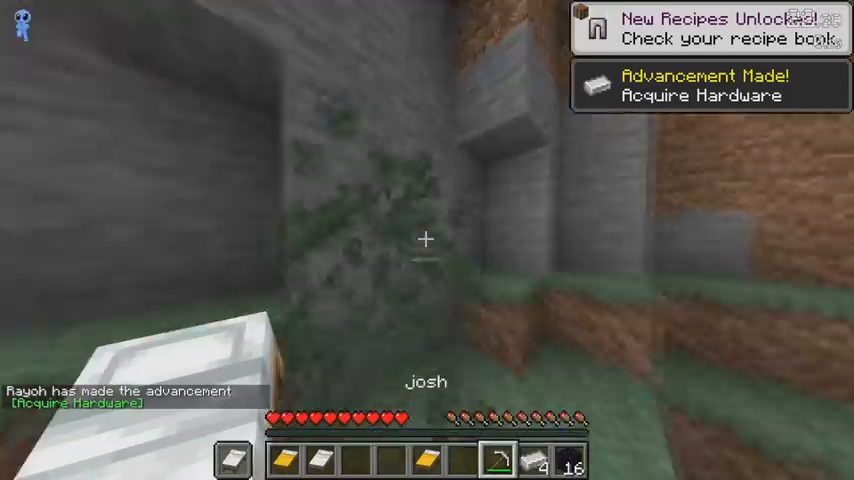 New Recipes Unlocked!
Check your recipe book
Advancement Made!
Acquire Hardware
Rayoh has made the advancement
[Acquire Hardware]
josh
4
16